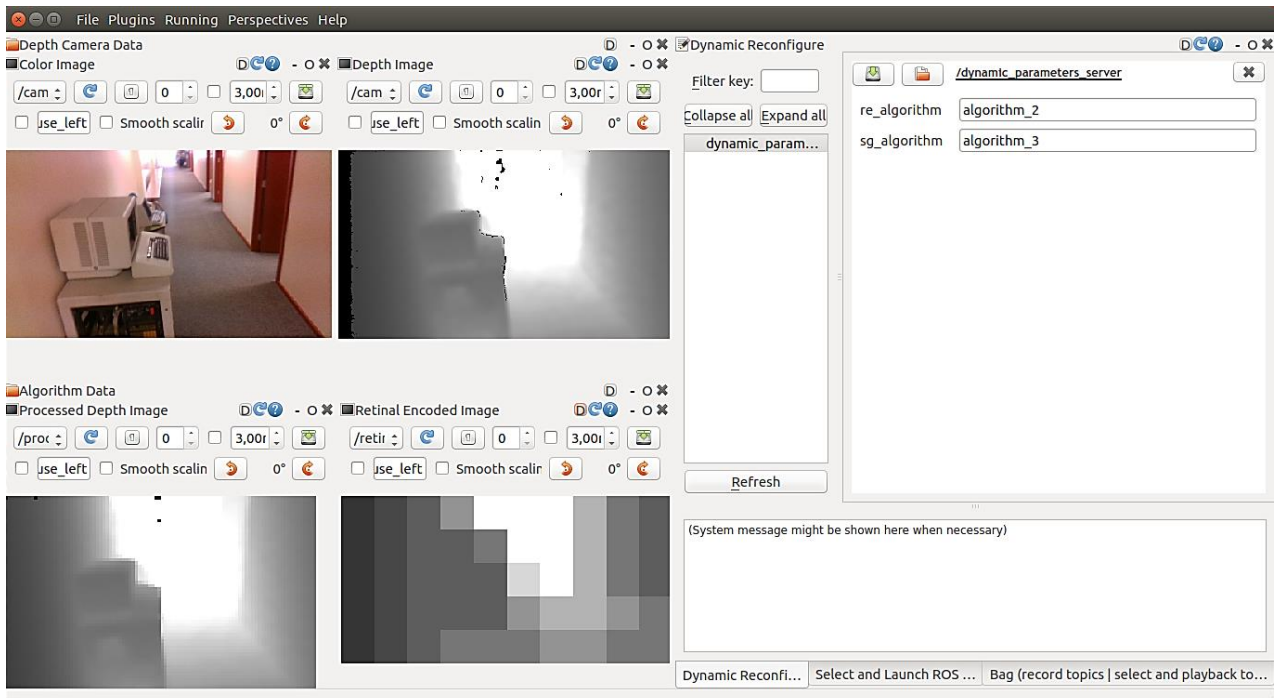 File Plugins Running Perspectives Help
Depth Camera Data D - O
Color Image D - O
/cam 0 3,00
use_left Smooth scalin 0°
Depth Image D - O
/cam 0 3,00
use_left Smooth scalin 0°
Algorithm Data D - O
Processed Depth Image D - O
/proc 0 3,00
use_left Smooth scalin 0°
Retinal Encoded Image D - O
/retin 0 3,00
use_left Smooth scalin 0°
Dynamic Reconfigure D - O
Filter key:
Collapse all Expand all
dynamic_param...
Refresh
/dynamic_parameters_server
re_algorithm algorithm_2
sg_algorithm algorithm_3
(System message might be shown here when necessary)
Dynamic Reconfi... Select and Launch ROS ... Bag (record topics | select and playback to...